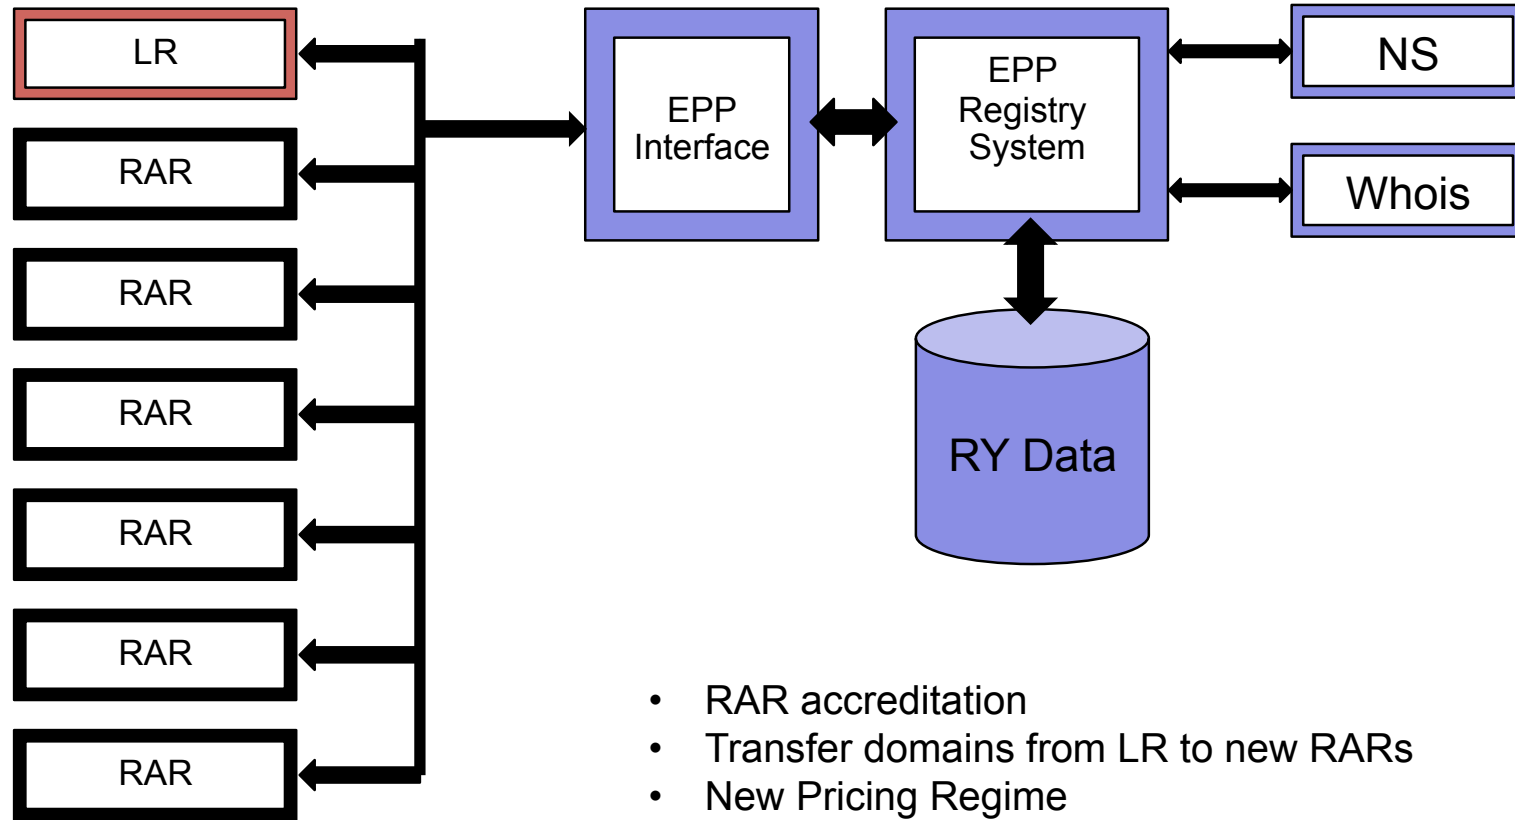 LR
RAR
RAR
RAR
RAR
RAR
RAR
EPP
Interface
EPP
Registry
System
NS
Whois
RY Data
• RAR accreditation
• Transfer domains from LR to new RARs
• New Pricing Regime